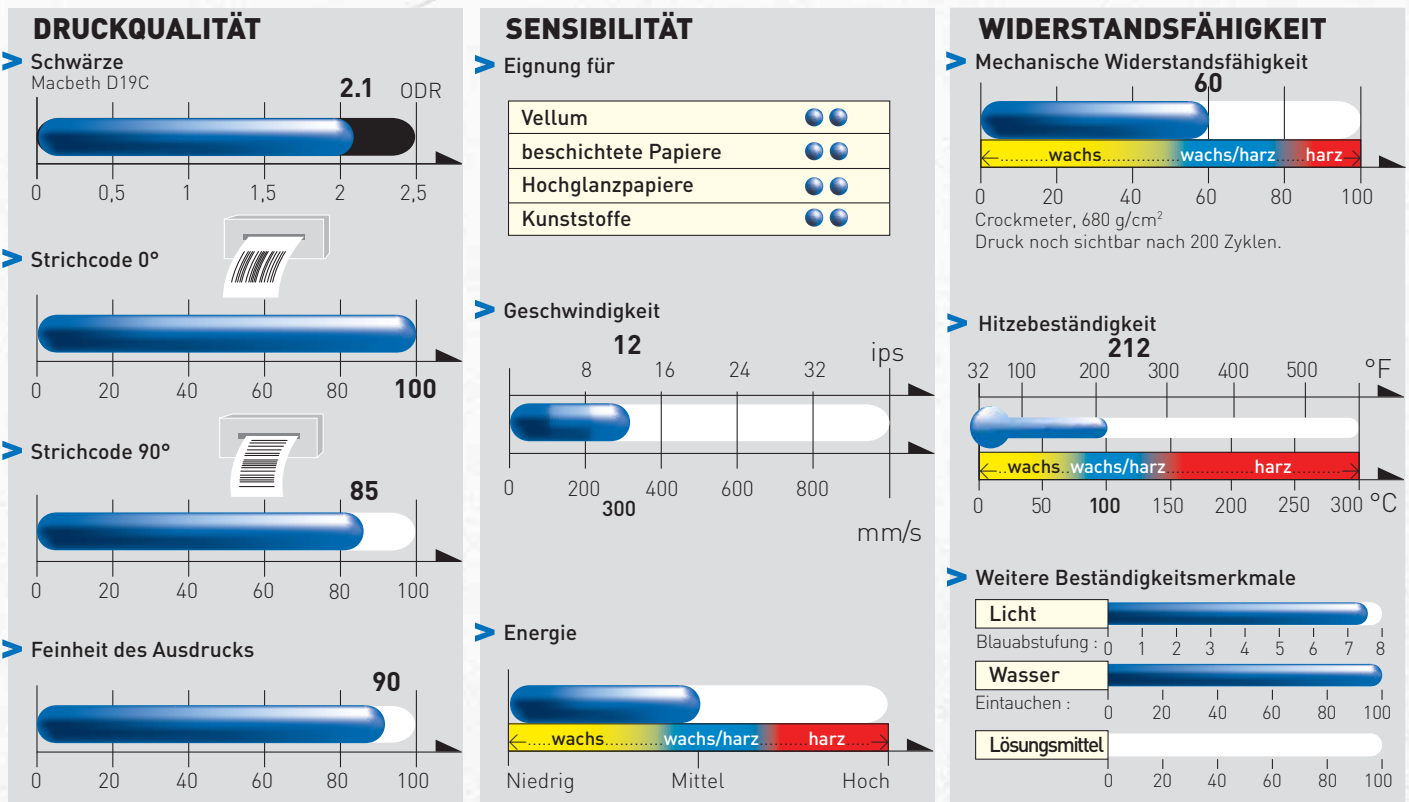 DRUCKQUALITÄT
> Schwärze
Macbeth D19C
2.1 ODR
0 0,5 1 1,5 2 2,5
> Strichcode 0°
0 20 40 60 80 100
> Strichcode 90°
85
0 20 40 60 80 100
> Feinheit des Ausdrucks
90
0 20 40 60 80 100
SENSIBILITÄT
> Eignung für
Vellum
beschichtete Papiere
Hochglanzpapiere
Kunststoffe
> Geschwindigkeit
12 ips
8 16 24 32
0 200 400 600 800
300
mm/s
> Energie
wachs wachs/harz harz
Niedrig Mittel Hoch
WIDERSTANDSFÄHIGKEIT
> Mechanische Widerstandsfähigkeit
60
wachs wachs/harz harz
0 20 40 60 80 100
Crockmeter, 680 g/cm²
Druck noch sichtbar nach 200 Zyklen.
> Hitzebeständigkeit
212
32 100 200 300 400 500 °F
wachs wachs/harz harz
0 50 100 150 200 250 300 °C
> Weitere Beständigkeitsmerkmale
Licht
Blauabstufung : 0 1 2 3 4 5 6 7 8
Wasser
Eintauchen : 0 20 40 60 80 100
Lösungsmittel
0 20 40 60 80 100